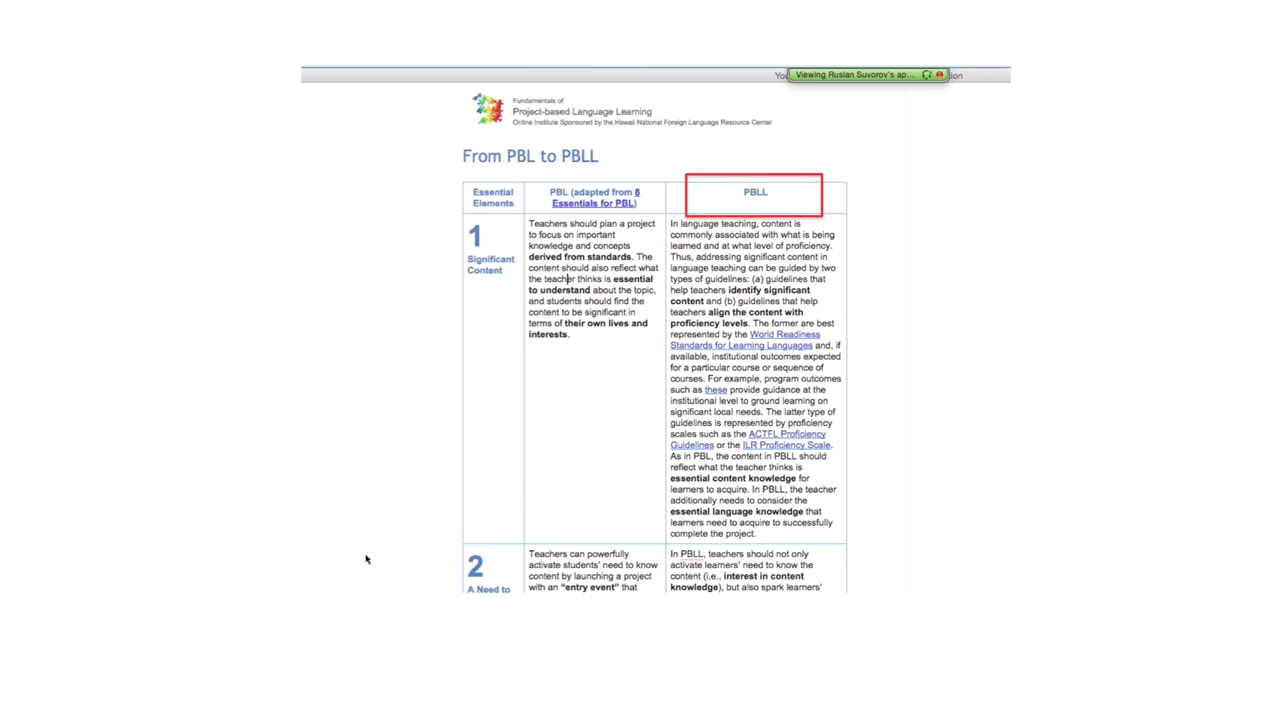 You
Viewing Ruslan Suvorov's ap...
ion
Fundamentals of
Project-based Language Learning
Online Institute Sponsored by the Hawaii National Foreign Language Resource Center
From PBL to PBLL
Essential
Elements
PBL (adapted from 8
Essentials for PBL)
PBLL
1
Significant
Content
Teachers should plan a project
to focus on important
knowledge and concepts
derived from standards. The
content should also reflect what
the teacher thinks is essential
to understand about the topic,
and students should find the
content to be significant in
terms of their own lives and
interests.
In language teaching, content is
commonly associated with what is being
learned and at what level of proficiency.
Thus, addressing significant content in
language teaching can be guided by two
types of guidelines: (a) guidelines that
help teachers identify significant
content and (b) guidelines that help
teachers align the content with
proficiency levels. The former are best
represented by the World Readiness
Standards for Learning Languages and, if
available, institutional outcomes expected
for a particular course or sequence of
courses. For example, program outcomes
such as these provide guidance at the
institutional level to ground learning on
significant local needs. The latter type of
guidelines is represented by proficiency
scales such as the ACTFL Proficiency
Guidelines or the ILR Proficiency Scale.
As in PBL, the content in PBLL should
reflect what the teacher thinks is
essential content knowledge for
learners to acquire. In PBLL, the teacher
additionally needs to consider the
essential language knowledge that
learners need to acquire to successfully
complete the project.
2
A Need to
Teachers can powerfully
activate students' need to know
content by launching a project
with an "entry event" that
In PBLL, teachers should not only
activate learners' need to know the
content (i.e., interest in content
knowledge), but also spark learners'